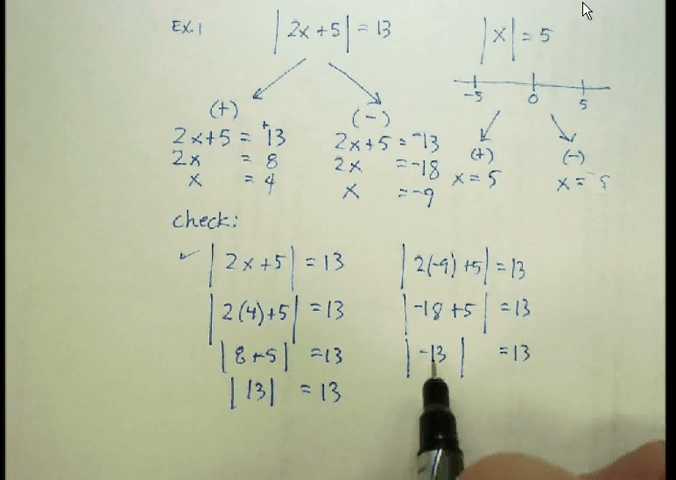 Ex.1 |2x+5| = 13
|x| = 5
-5 0 5
(+) (-)
2x+5 = +13 2x+5 = -13
2x = 8 2x = -18
x = 4 x = -9
(+) (-)
x = 5 x = -5
check:
✓ |2x+5| = 13 |2(-9)+5| = 13
|2(4)+5| = 13 |-18+5| = 13
|8+5| = 13 |-13| = 13
|13| = 13